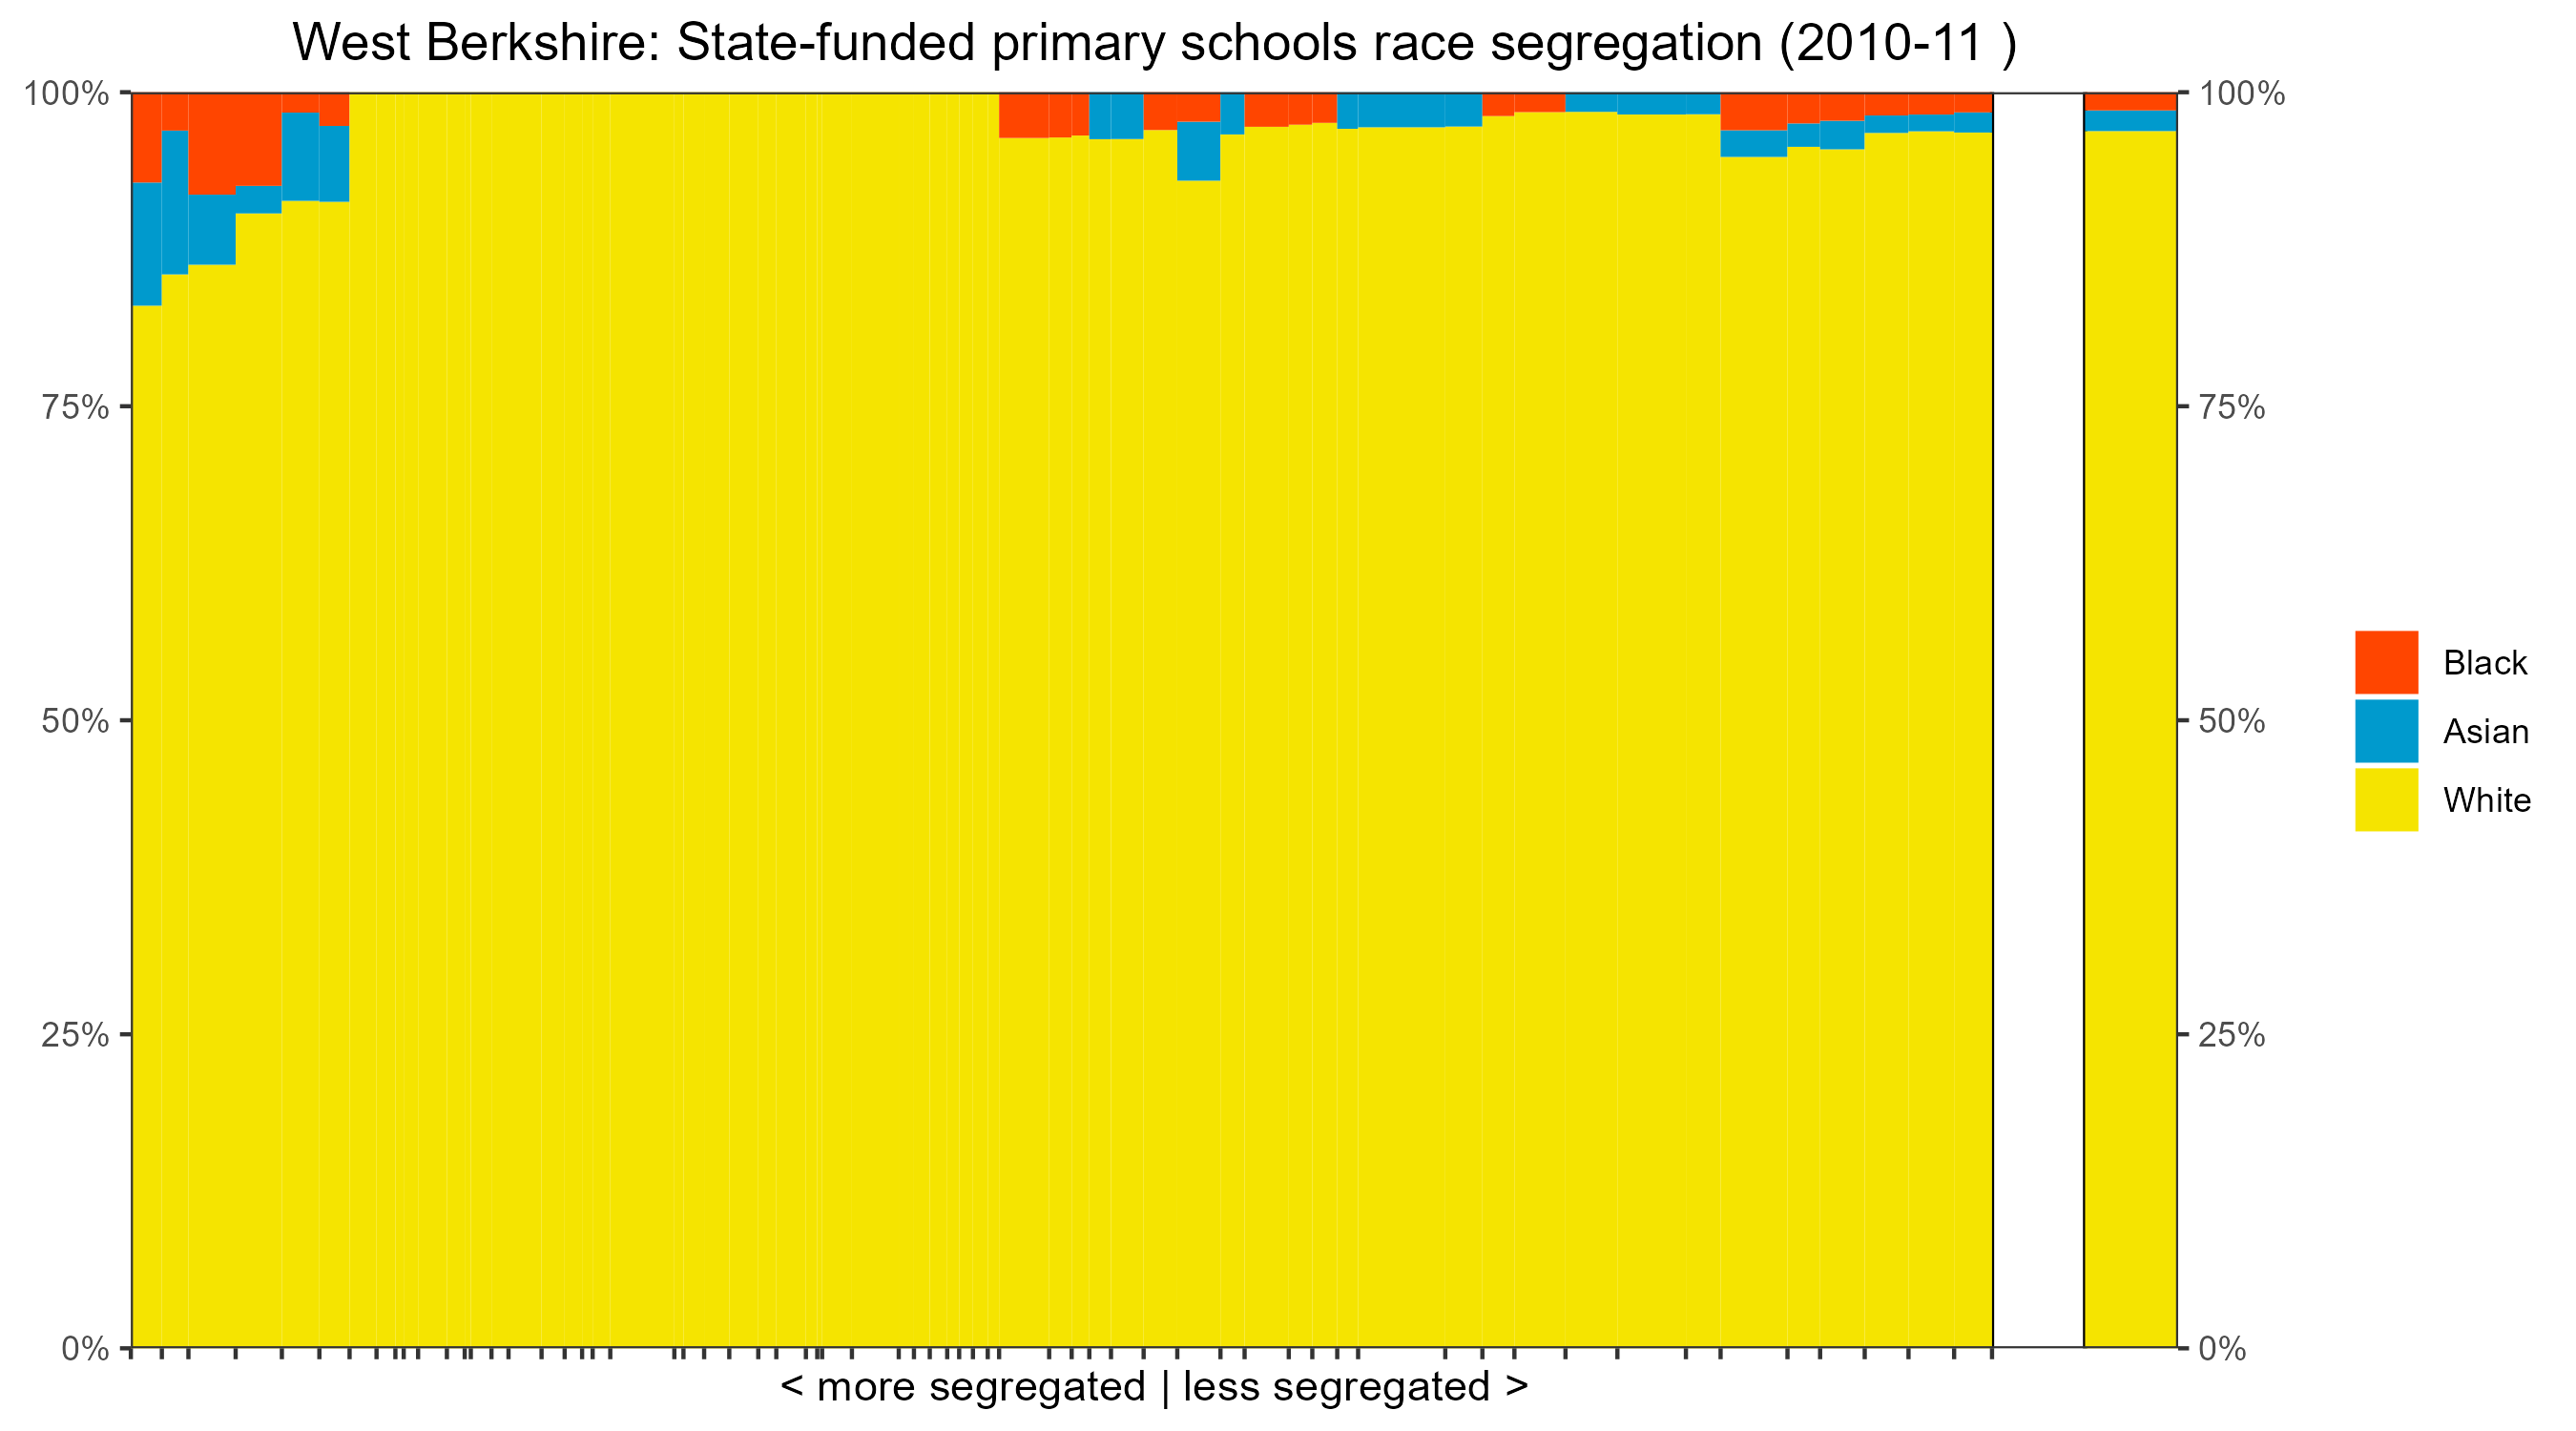 West Berkshire: State-funded primary schools race segregation (2010-11 )
100%
75%
50%
25%
0%
100%
75%
50%
25%
0%
Black
Asian
White
< more segregated | less segregated >